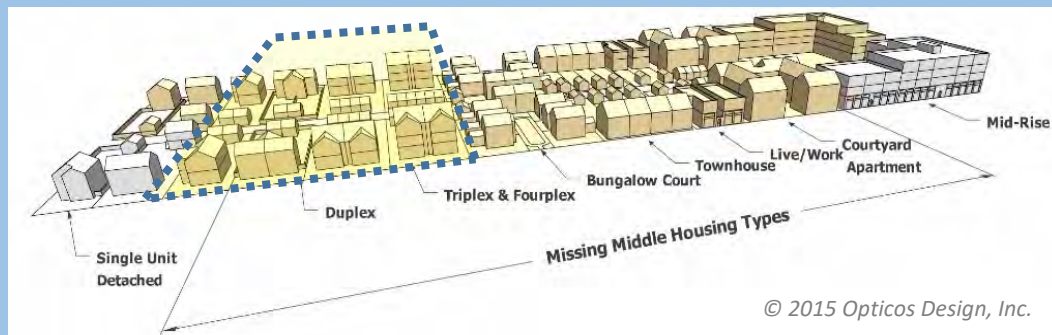 Single Unit
Detached
Duplex
Triplex & Fourplex
Bungalow Court
Townhouse
Live/Work
Courtyard
Apartment
Mid-Rise
Missing Middle Housing Types
© 2015 Opticos Design, Inc.